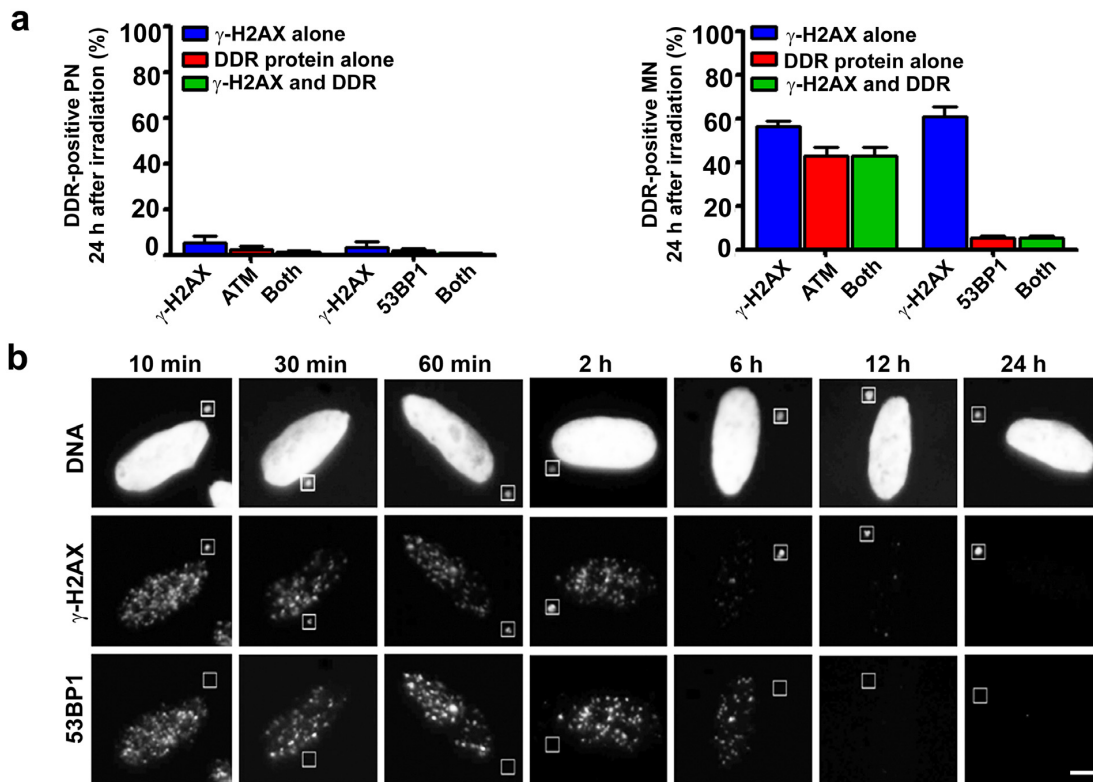 a
DDR-positive PN
24 h after irradiation (%)
100
80
60
40
20
0
γ-H2AX alone
DDR protein alone
γ-H2AX and DDR
γ-H2AX
ATM
Both
γ-H2AX
53BP1
Both
DDR-positive MN
24 h after irradiation (%)
100
80
60
40
20
0
γ-H2AX alone
DDR protein alone
γ-H2AX and DDR
γ-H2AX
ATM
Both
γ-H2AX
53BP1
Both
b
10 min 30 min 60 min 2 h 6 h 12 h 24 h
DNA
γ-H2AX
53BP1